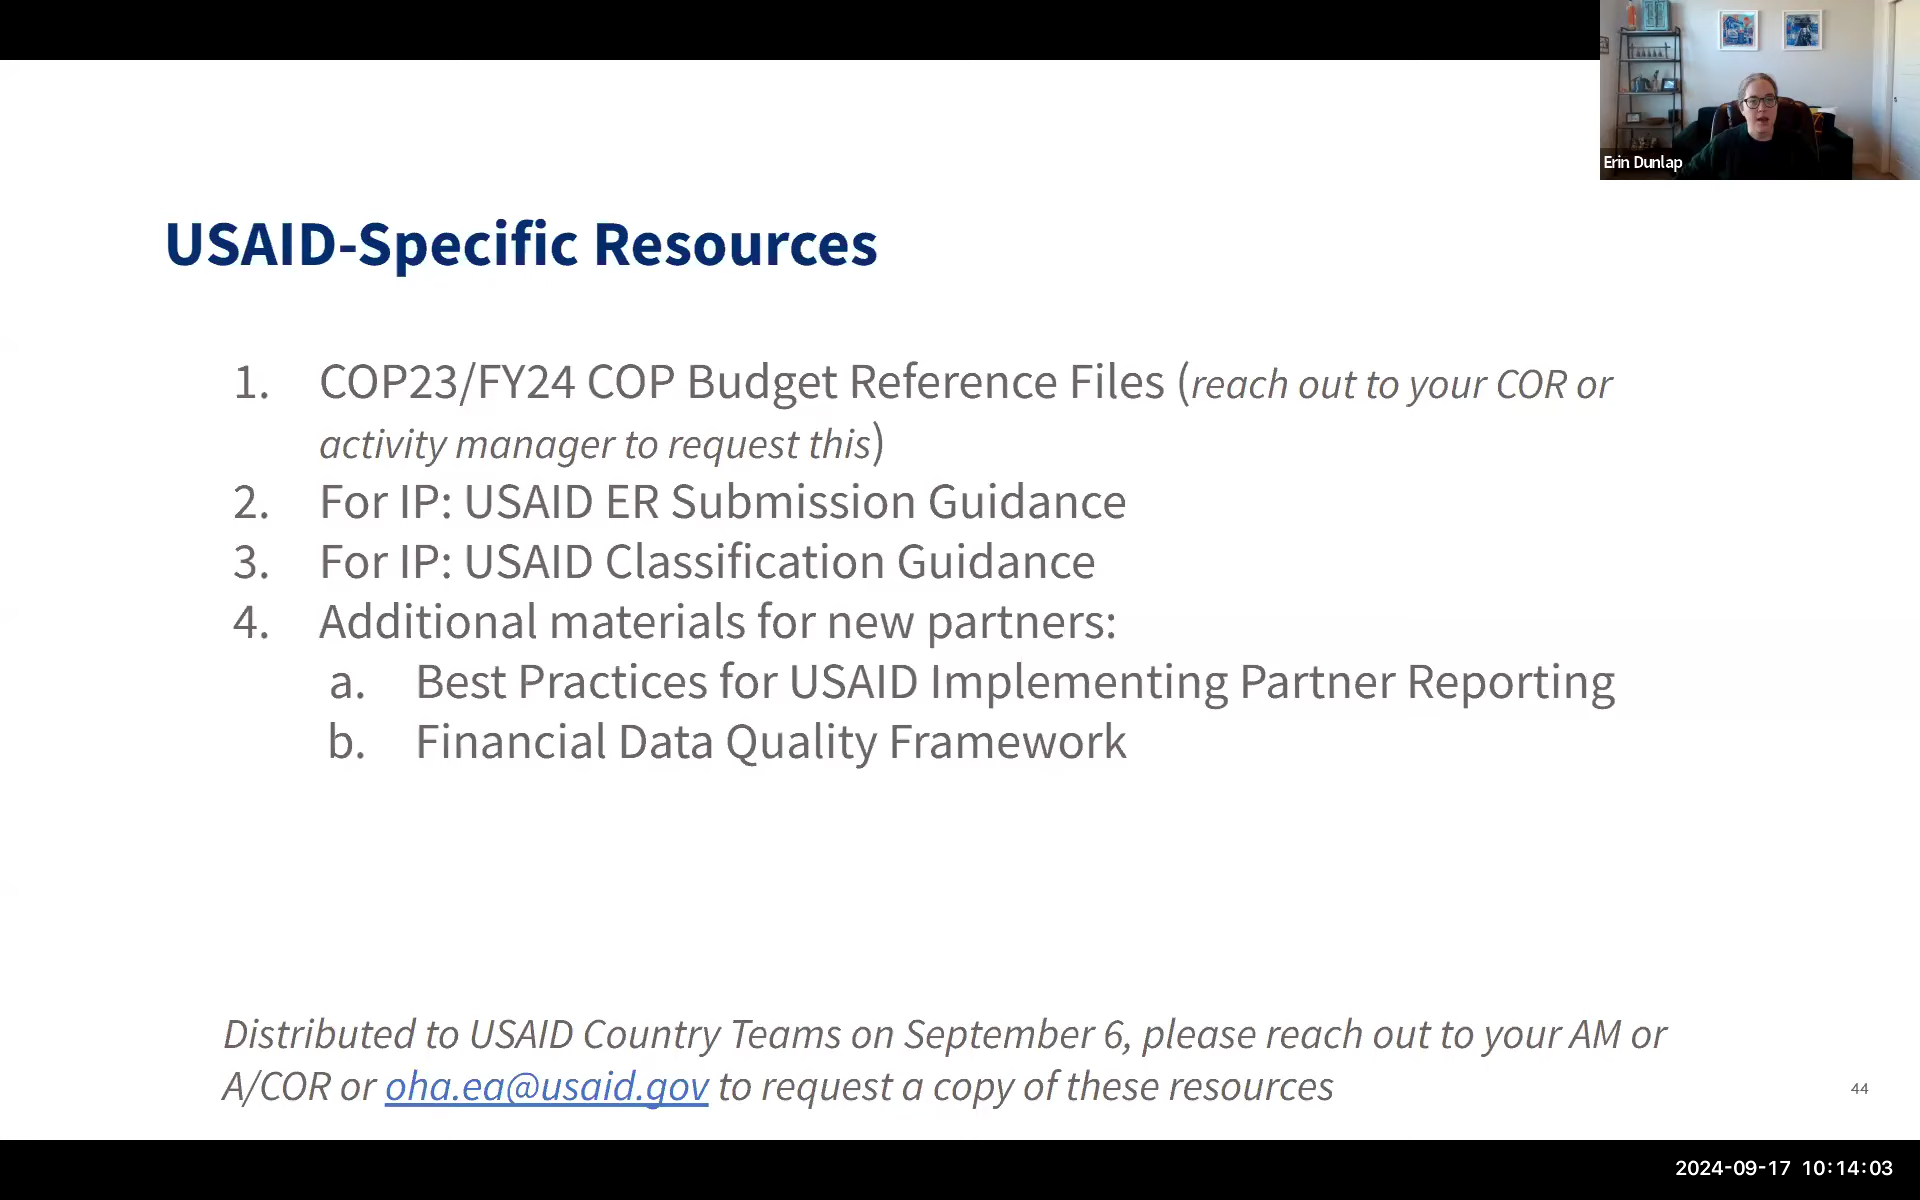 Erin Dunlap
USAID-Specific Resources
1. COP23/FY24 COP Budget Reference Files (reach out to your COR or
activity manager to request this)
2. For IP: USAID ER Submission Guidance
3. For IP: USAID Classification Guidance
4. Additional materials for new partners:
a. Best Practices for USAID Implementing Partner Reporting
b. Financial Data Quality Framework
Distributed to USAID Country Teams on September 6, please reach out to your AM or
A/COR or oha.ea@usaid.gov to request a copy of these resources
44
2024-09-17 10:14:03